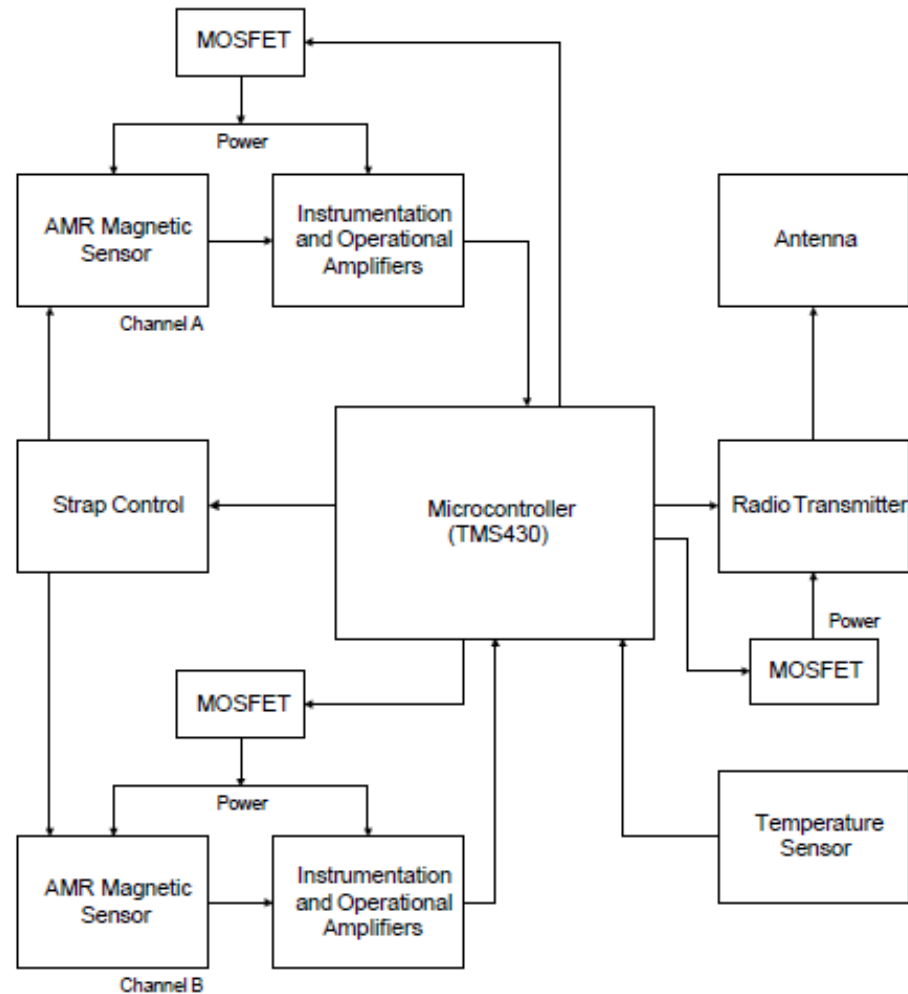 MOSFET
Power
AMR Magnetic
Sensor
Instrumentation
and Operational
Amplifiers
Antenna
Channel A
Strap Control
Microcontroller
(TMS430)
Radio Transmitter
Power
MOSFET
MOSFET
Power
AMR Magnetic
Sensor
Instrumentation
and Operational
Amplifiers
Temperature
Sensor
Channel B